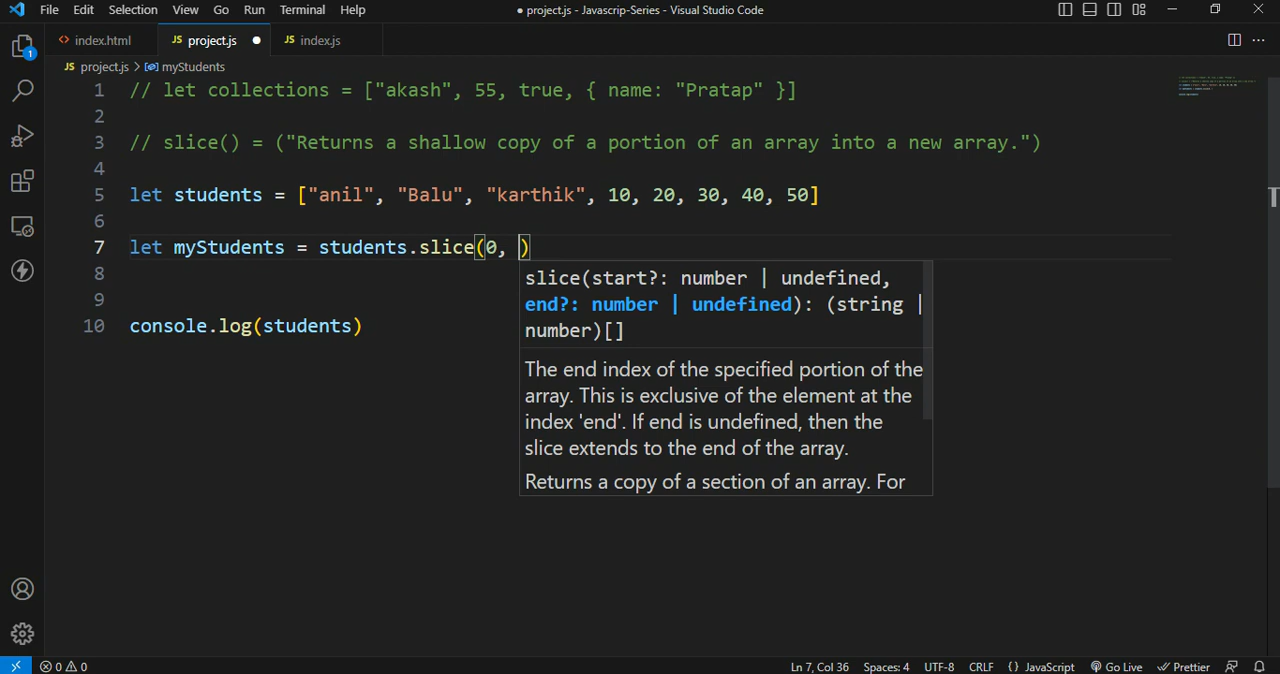 File Edit Selection View Go Run Terminal Help
● project.js - Javascrip-Series - Visual Studio Code
<> index.html
JS project.js ●
JS index.js
JS project.js > myStudents
1 // let collections = ["akash", 55, true, { name: "Pratap" }]
2
3 // slice() = ("Returns a shallow copy of a portion of an array into a new array.")
4
5 let students = ["anil", "Balu", "karthik", 10, 20, 30, 40, 50]
6
7 let myStudents = students.slice(0, )
slice(start?: number | undefined,
end?: number | undefined): (string |
number)[]
The end index of the specified portion of the
array. This is exclusive of the element at the
index 'end'. If end is undefined, then the
slice extends to the end of the array.
Returns a copy of a section of an array. For
8
9
10 console.log(students)
1
0 0
Ln 7, Col 36 Spaces: 4 UTF-8 CRLF {} JavaScript Go Live Prettier